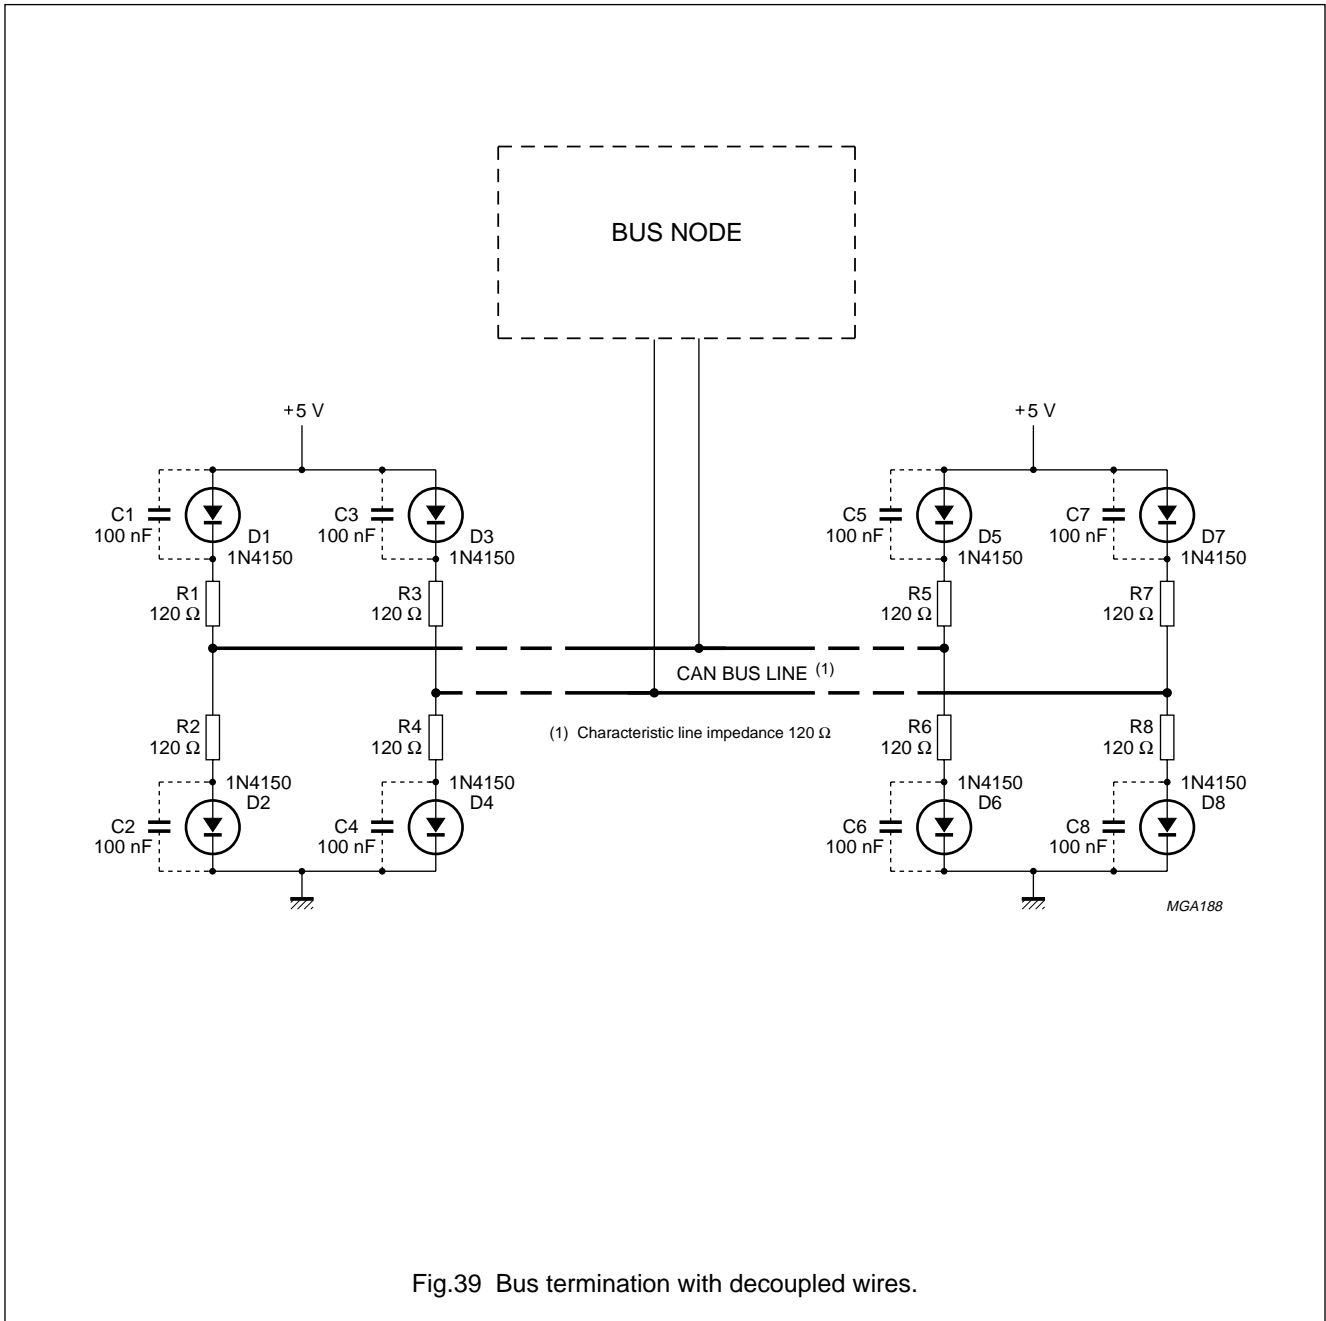 BUS NODE
+5 V
+5 V
C1
100 nF
D1
1N4150
C3
100 nF
D3
1N4150
C5
100 nF
D5
1N4150
C7
100 nF
D7
1N4150
R1
120 Ω
R3
120 Ω
R5
120 Ω
R7
120 Ω
CAN BUS LINE (1)
R2
120 Ω
R4
120 Ω
(1) Characteristic line impedance 120 Ω
R6
120 Ω
R8
120 Ω
1N4150
D2
C2
100 nF
1N4150
D4
C4
100 nF
1N4150
D6
C6
100 nF
1N4150
D8
C8
100 nF
MGA188
Fig.39 Bus termination with decoupled wires.